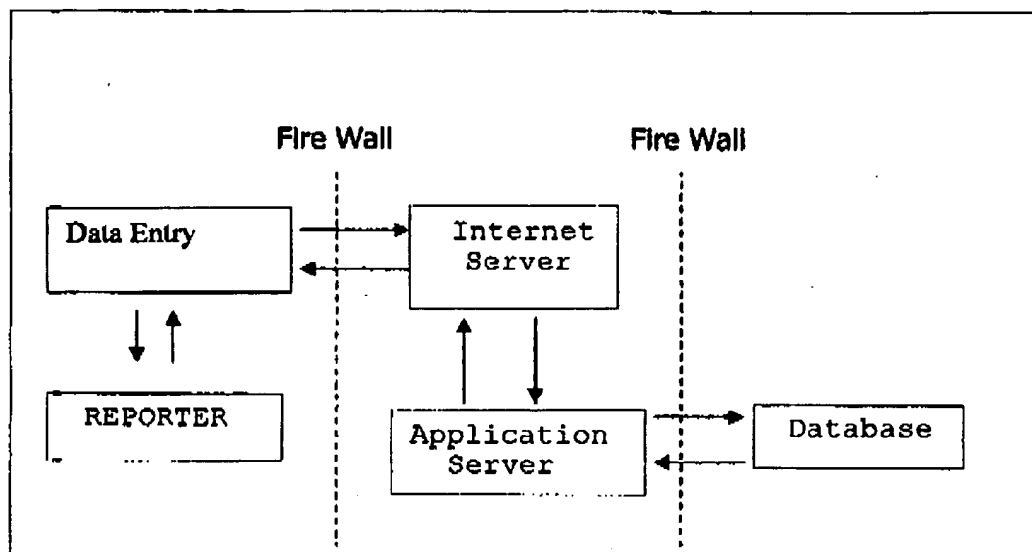 Fire Wall
Fire Wall
Data Entry
Internet
Server
REPORTER
Application
Server
Database